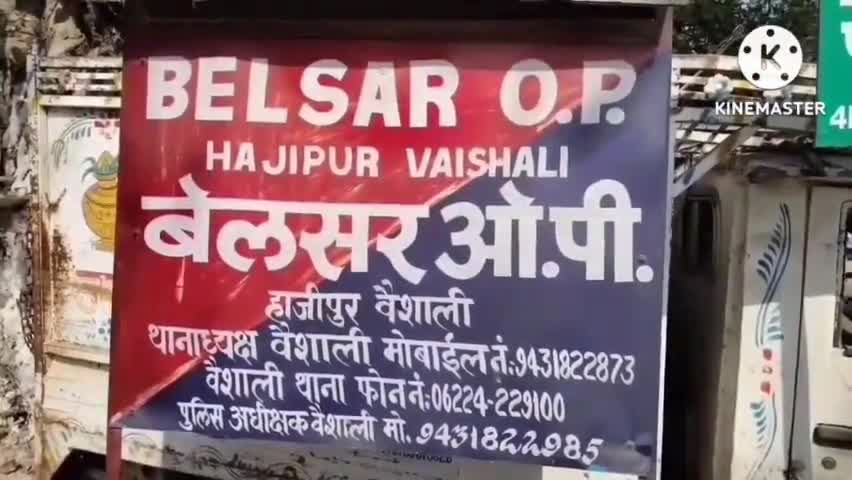 BELSAR O.P.
HAJIPUR VAISHALI
बेलसर ओ.पी.
हाजीपुर वैशाली
थानाध्यक्ष वैशाली मोबाईल नं:9431822873
वैशाली थाना फोन नं:06224-229100
पुलिस अधीक्षक वैशाली मो. 9431822985
KINEMASTER